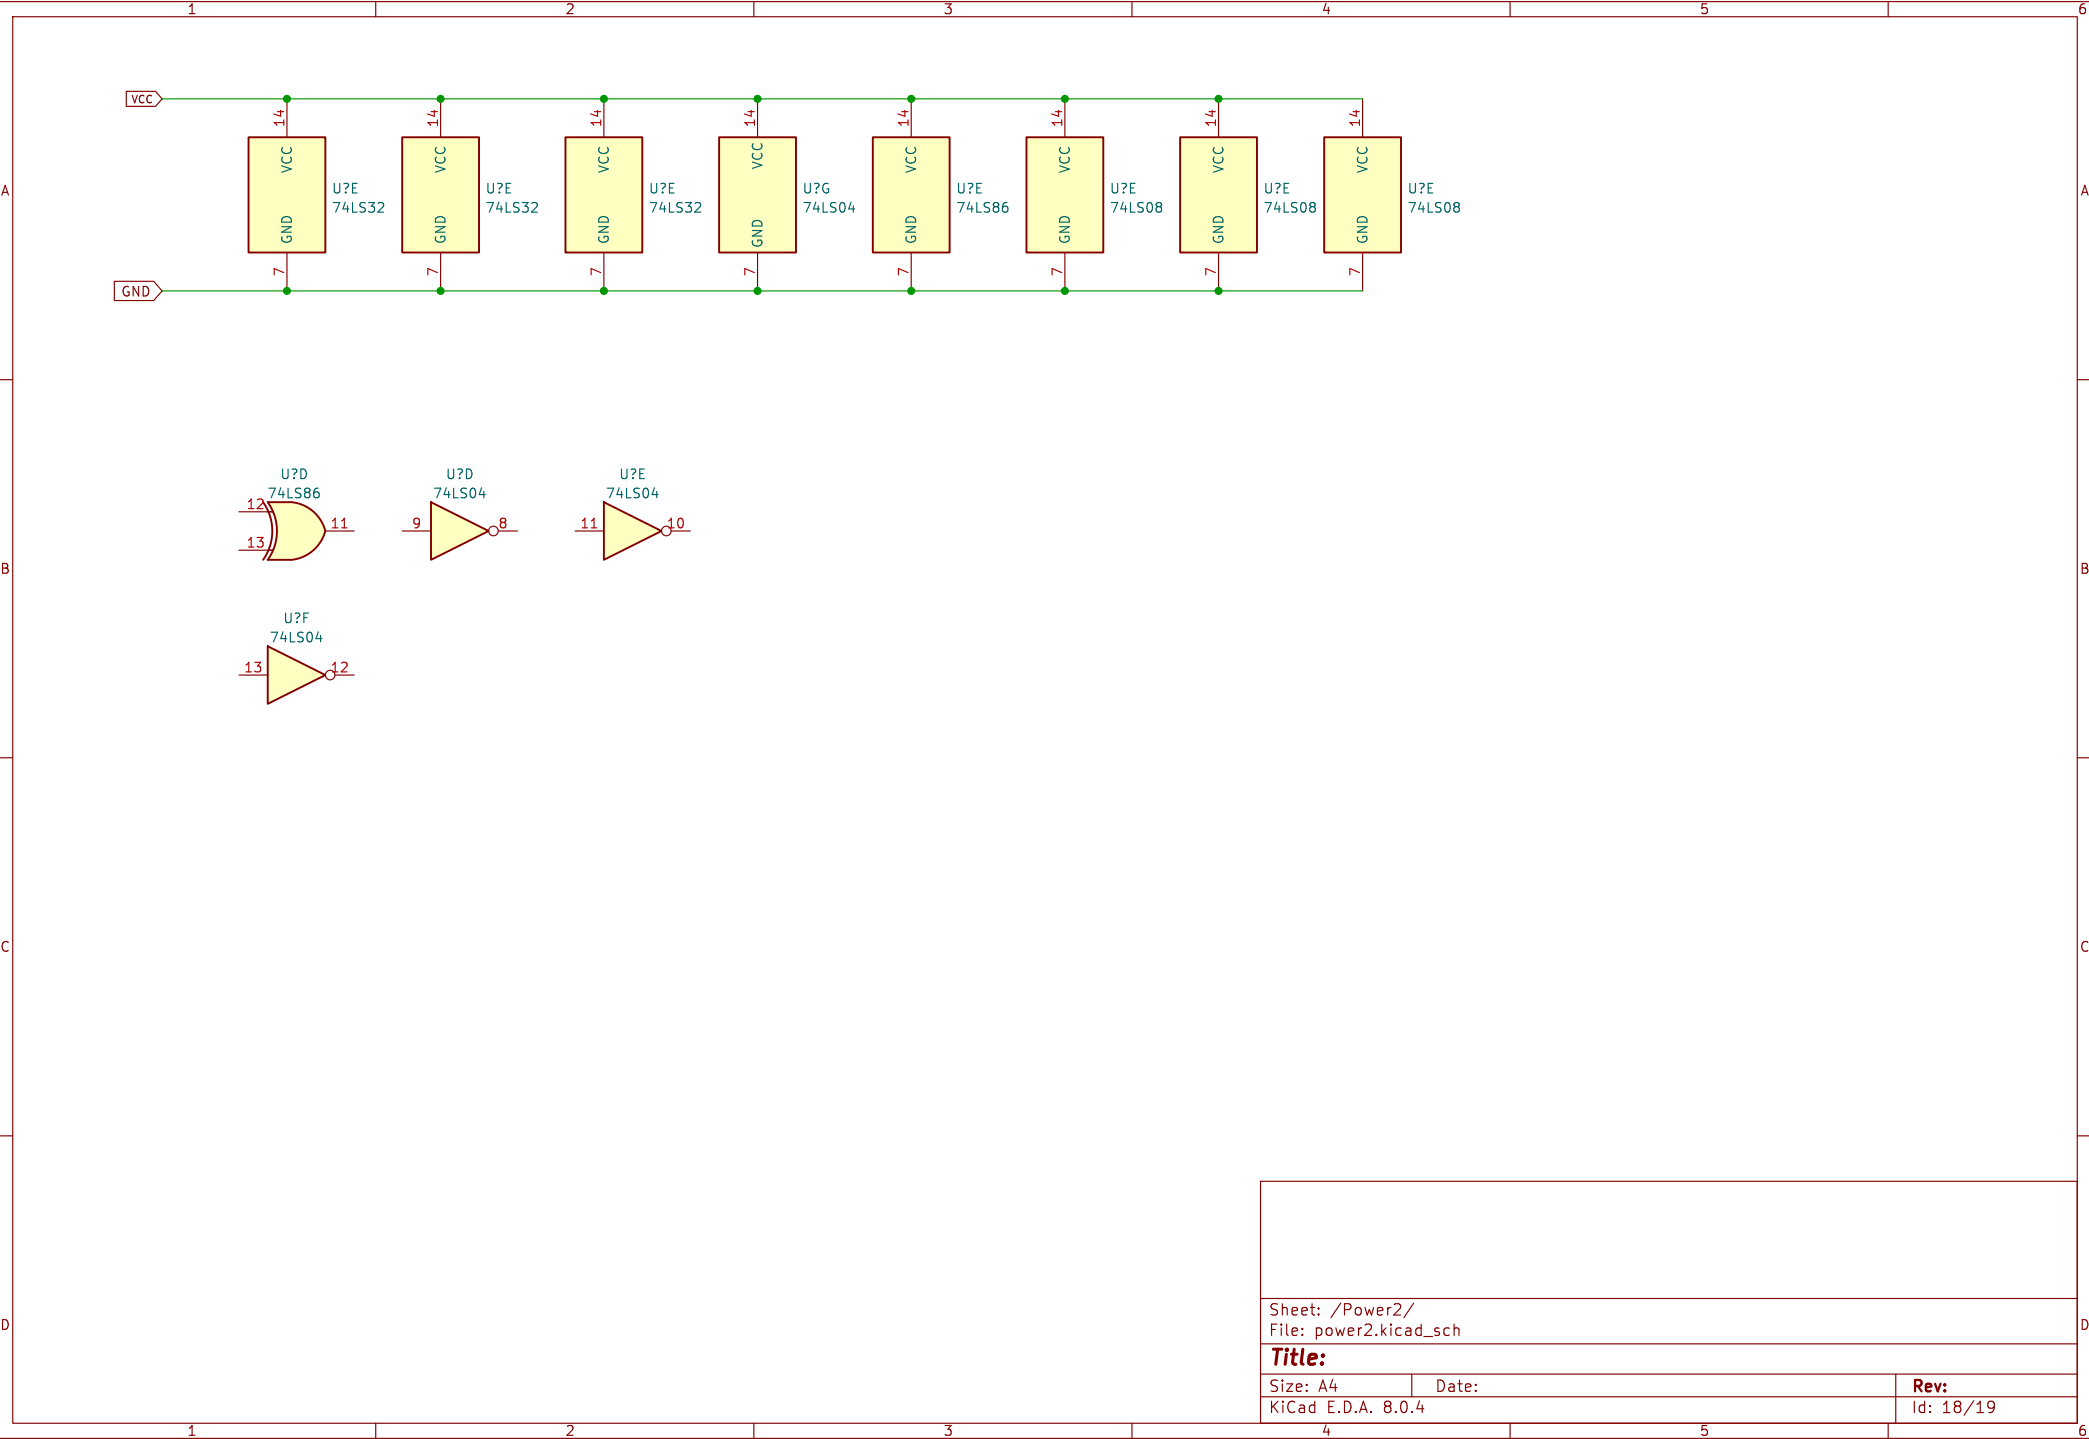 1 2 3 4 5 6
VCC
14 14 14 14 14 14 14 14
VCC VCC VCC VCC VCC VCC VCC VCC
A A
U?E U?E U?E U?G U?E U?E U?E U?E
74LS32 74LS32 74LS32 74LS04 74LS86 74LS08 74LS08 74LS08
GND GND GND GND GND GND GND GND
7 7 7 7 7 7 7 7
GND
U?D U?D U?E
74LS86 74LS04 74LS04
12
11 9 8 11 10
13
B B
U?F
74LS04
13 12
C C
Sheet: /Power2/
D D
File: power2.kicad_sch
Title:
Size: A4 Date: Rev:
KiCad E.D.A. 8.0.4 Id: 18/19
1 2 3 4 5 6